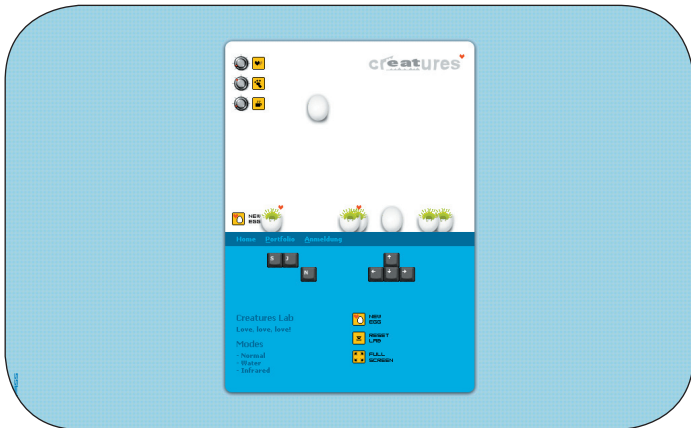 creatures
NEW
EGG
Home Portfolio Anmeldung
S J
N
Creatures Lab
Love, love, love!
Modes
- Normal
- Water
- Infrared
NEW
EGG
RESET
LAB
FULL
SCREEN